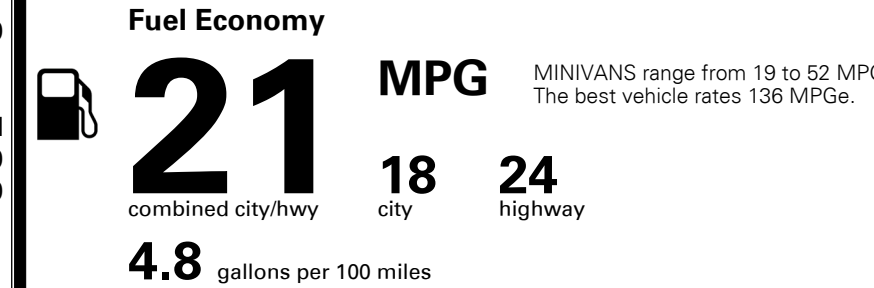 Fuel Economy
21 MPG
MINIVANS range from 19 to 52 MPG
The best vehicle rates 136 MPGe.
18 24
combined city/hwy city highway
4.8 gallons per 100 miles